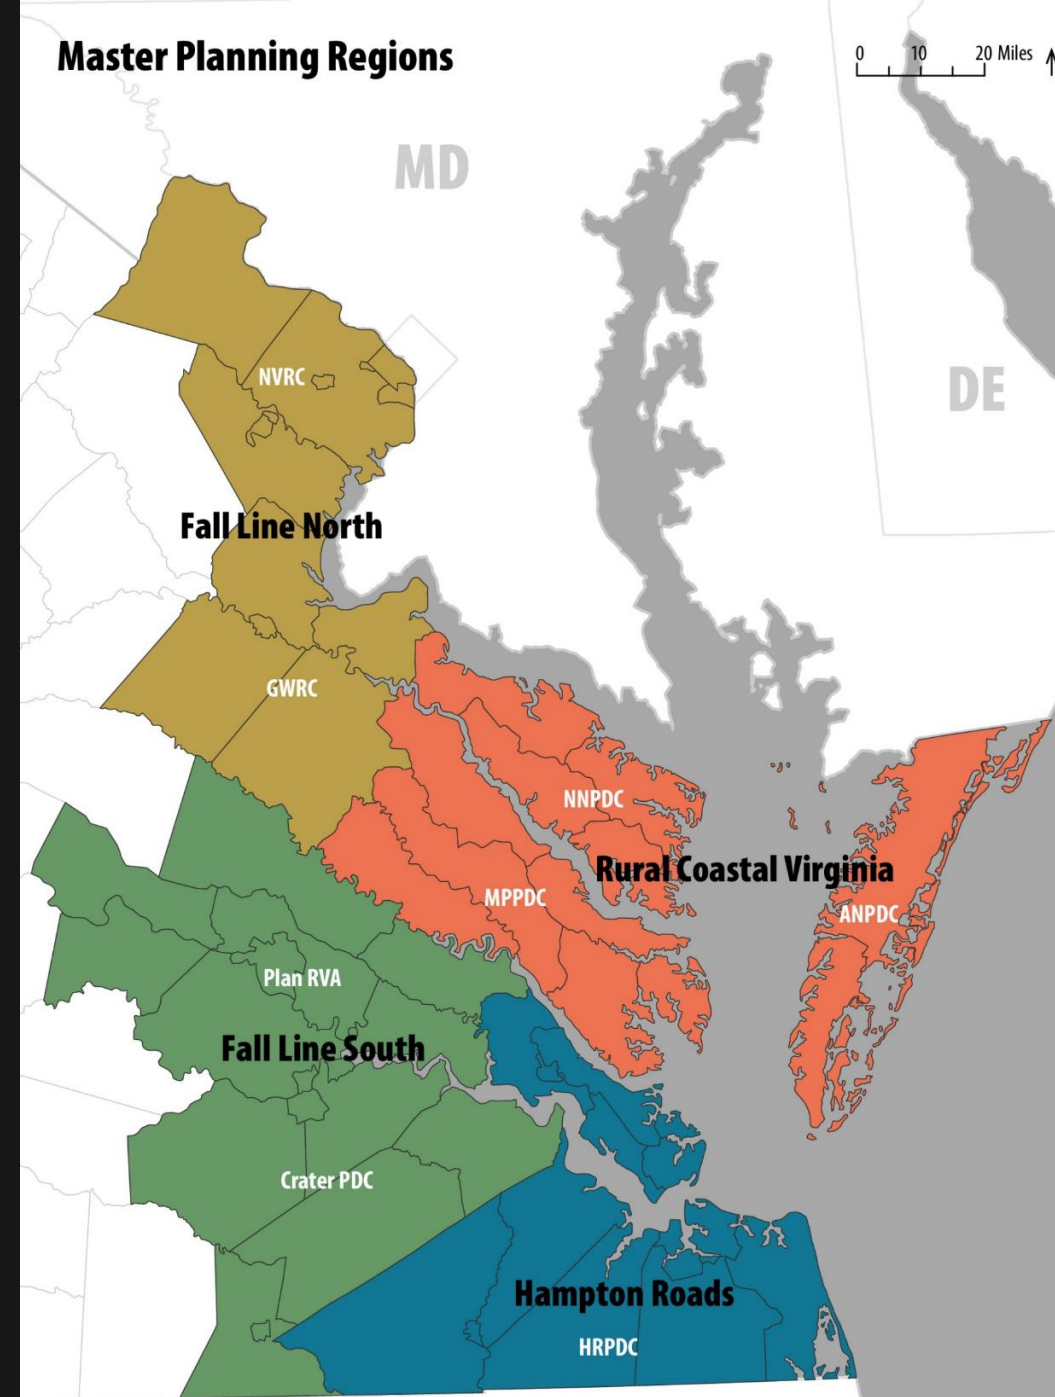 Master Planning Regions
0 10 20 Miles
MD
DE
NVRC
Fall Line North
GWRC
NNPDC
Rural Coastal Virginia
MPPDC
ANPDC
Plan RVA
Fall Line South
Crater PDC
Hampton Roads
HRPDC